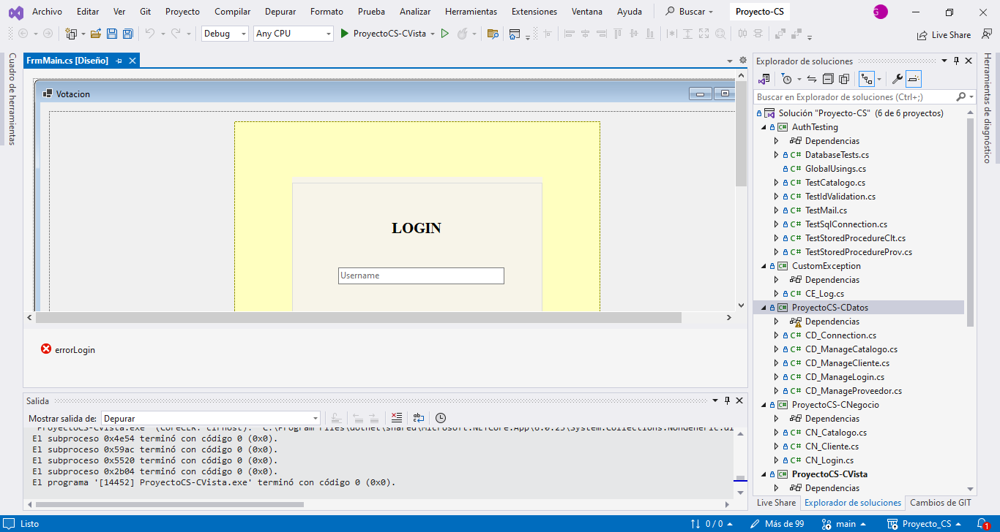 Archivo Editar Ver Git Proyecto Compilar Depurar Formato Prueba Analizar Herramientas Extensiones Ventana Ayuda Buscar Proyecto-CS G
Debug Any CPU ProyectoCS-CVista Live Share
Cuadro de herramientas
FrmMain.cs [Diseño]
Votacion
LOGIN
Username
errorLogin
Salida
Mostrar salida de: Depurar
El subproceso 0x4e54 terminó con código 0 (0x0).
El subproceso 0x59ac terminó con código 0 (0x0).
El subproceso 0x5520 terminó con código 0 (0x0).
El subproceso 0x2b04 terminó con código 0 (0x0).
El programa '[14452] ProyectoCS-CVista.exe' terminó con código 0 (0x0).
Explorador de soluciones
Buscar en Explorador de soluciones (Ctrl+;)
Solución "Proyecto-CS" (6 de 6 proyectos)
C# AuthTesting
Dependencias
C# DatabaseTests.cs
C# GlobalUsings.cs
C# TestCatalogo.cs
C# TestIdValidation.cs
C# TestMail.cs
C# TestSqlConnection.cs
C# TestStoredProcedureClt.cs
C# TestStoredProcedureProv.cs
C# CustomException
Dependencias
C# CE_Log.cs
C# ProyectoCS-CDatos
Dependencias
C# CD_Connection.cs
C# CD_ManageCatalogo.cs
C# CD_ManageCliente.cs
C# CD_ManageLogin.cs
C# CD_ManageProveedor.cs
C# ProyectoCS-CNegocio
Dependencias
C# CN_Catalogo.cs
C# CN_Cliente.cs
C# CN_Login.cs
C# ProyectoCS-CVista
Dependencias
Live Share Explorador de soluciones Cambios de GIT
Herramientas de diagnóstico
Listo 0 / 0 Más de 99 main Proyecto_CS 1